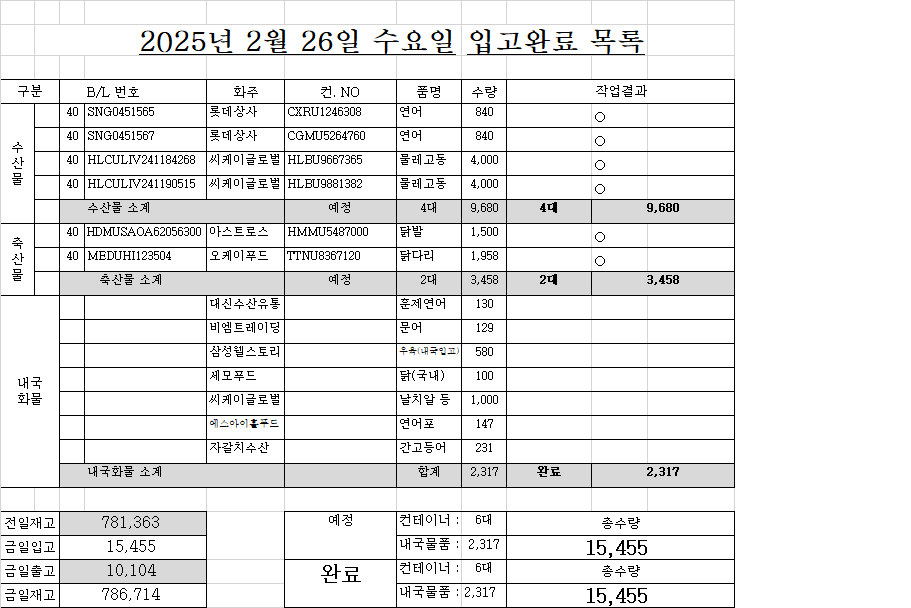 2025년 2월 26일 수요일 입고완료 목록
구분 B/L 번호 화주 컨. NO 품명 수량 작업결과
수산물
40 SNG0451565 롯데상사 CXRU1246308 연어 840 ○
40 SNG0451567 롯데상사 CGMU5264760 연어 840 ○
40 HLCULIV241184268 씨케이글로벌 HLBU9667365 물레고둥 4,000 ○
40 HLCULIV241190515 씨케이글로벌 HLBU9881382 물레고둥 4,000 ○
수산물 소계 예정 4대 9,680 4대 9,680
축산물
40 HDMUSAOA62056300 아스트로스 HMMU5487000 닭발 1,500 ○
40 MEDUHI123504 오케이푸드 TTNU8367120 닭다리 1,958 ○
축산물 소계 예정 2대 3,458 2대 3,458
내국화물
대신수산유통 훈제연어 130
비엠트레이딩 문어 129
삼성웰스토리 우육(내국입고) 580
제모푸드 닭(국내) 100
씨케이글로벌 날치알 등 1,000
에스아이홀푸드 연어포 147
자갈치수산 간고등어 231
내국화물 소계 합계 2,317 완료 2,317
전일재고 781,363 예정 컨테이너 : 6대 총수량
금일입고 15,455 내국물품 : 2,317 15,455
금일출고 10,104 완료 컨테이너 : 6대 총수량
금일재고 786,714 내국물품 : 2,317 15,455